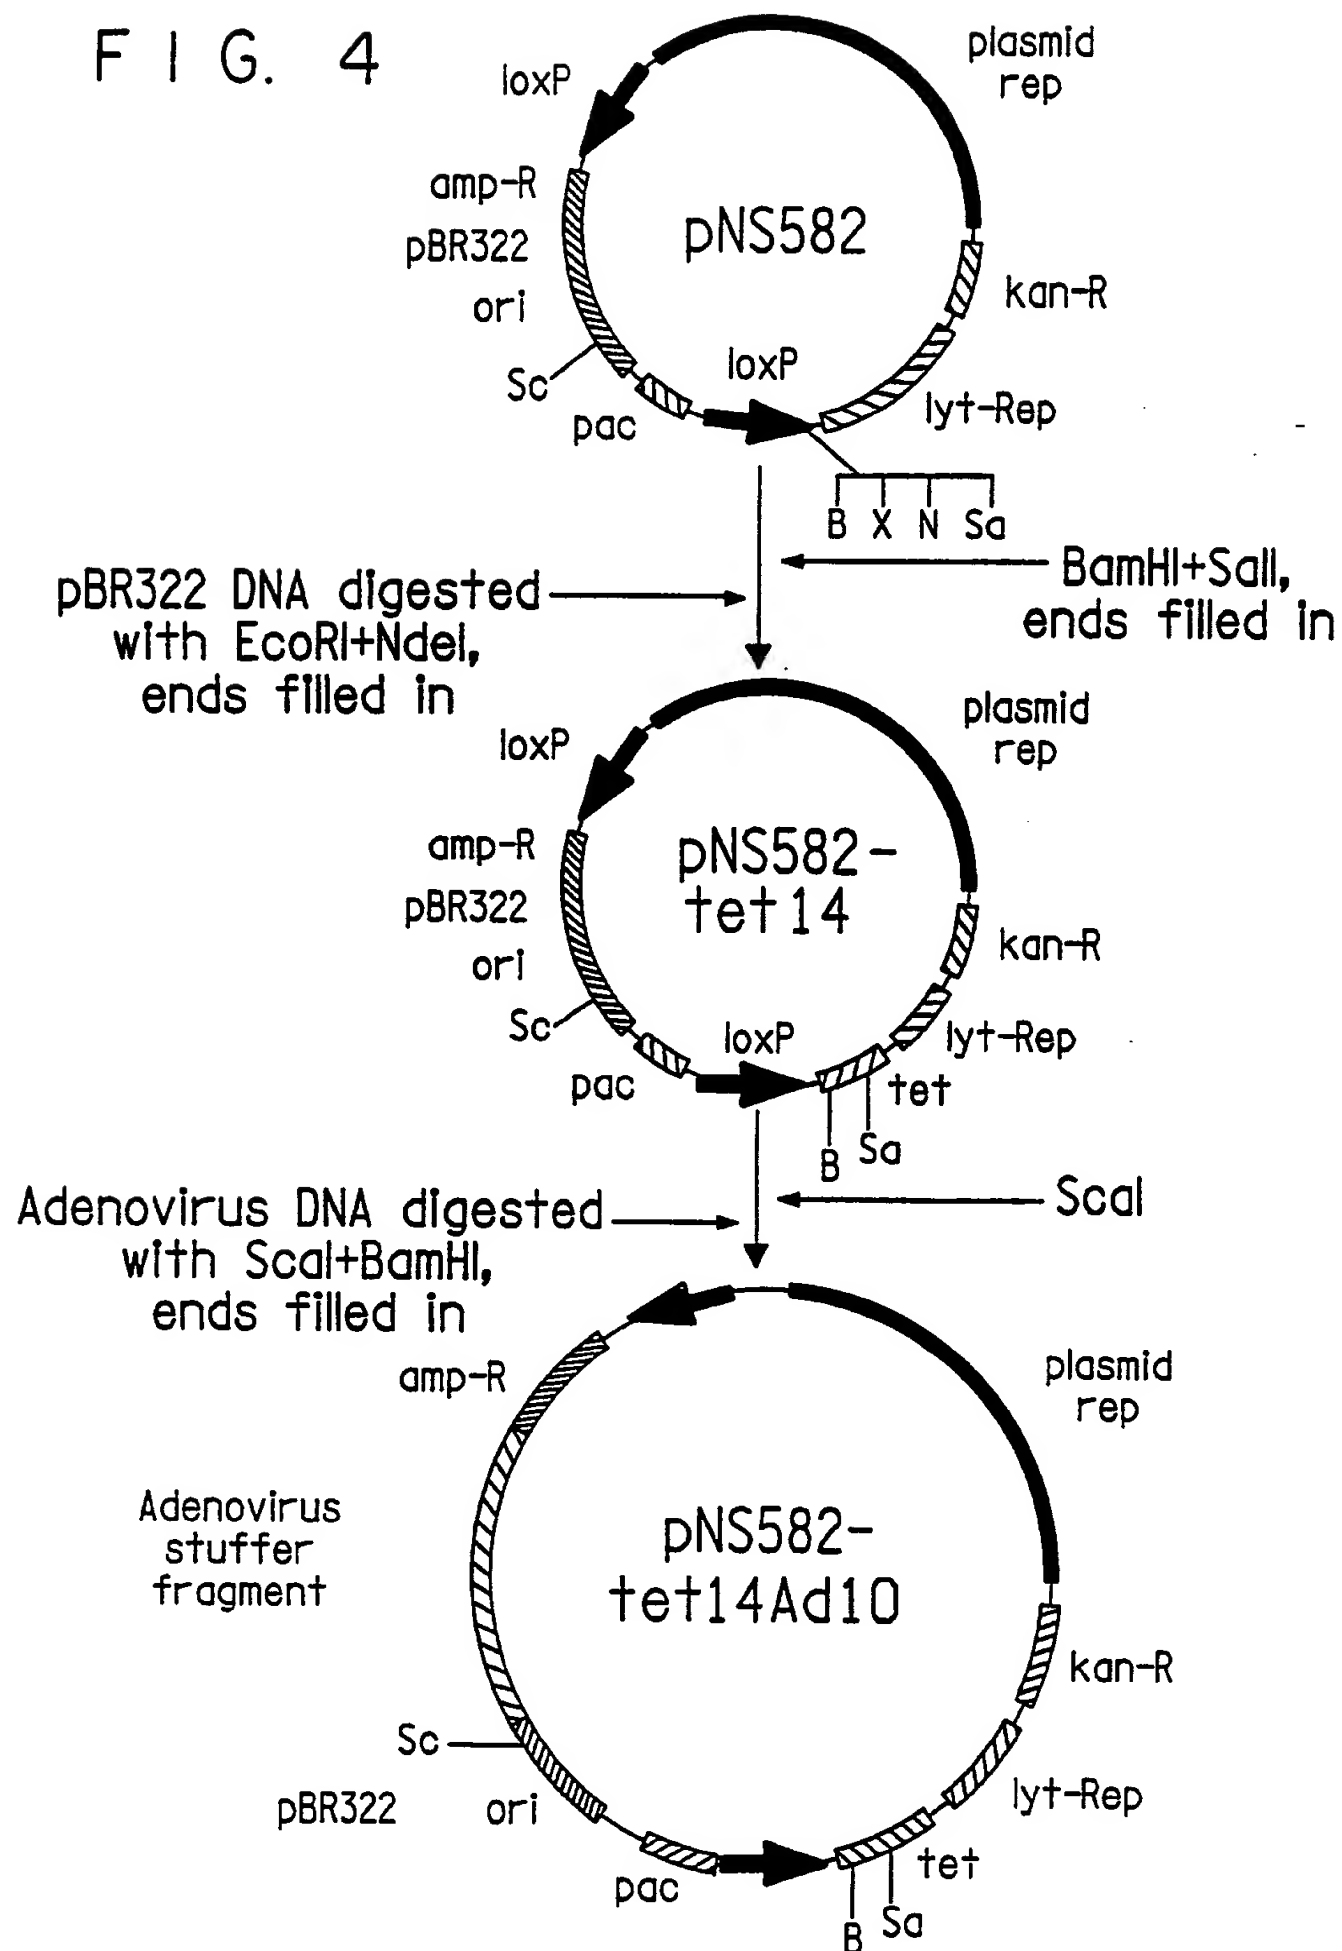 FIG. 4
plasmid
rep
loxP
amp-R
pBR322
ori
pNS582
kan-R
Sc
loxP
lyt-Rep
pac
B X N Sa
BamHI+SalI,
ends filled in
pBR322 DNA digested
with EcoRI+NdeI,
ends filled in
plasmid
rep
loxP
amp-R
pBR322
ori
pNS582-
tet14
kan-R
Sc
loxP
lyt-Rep
pac
tet
B
Sa
ScaI
Adenovirus DNA digested
with ScaI+BamHI,
ends filled in
amp-R
plasmid
rep
Adenovirus
stuffer
fragment
pNS582-
tet14Ad10
kan-R
Sc
pBR322
ori
lyt-Rep
pac
tet
B
Sa